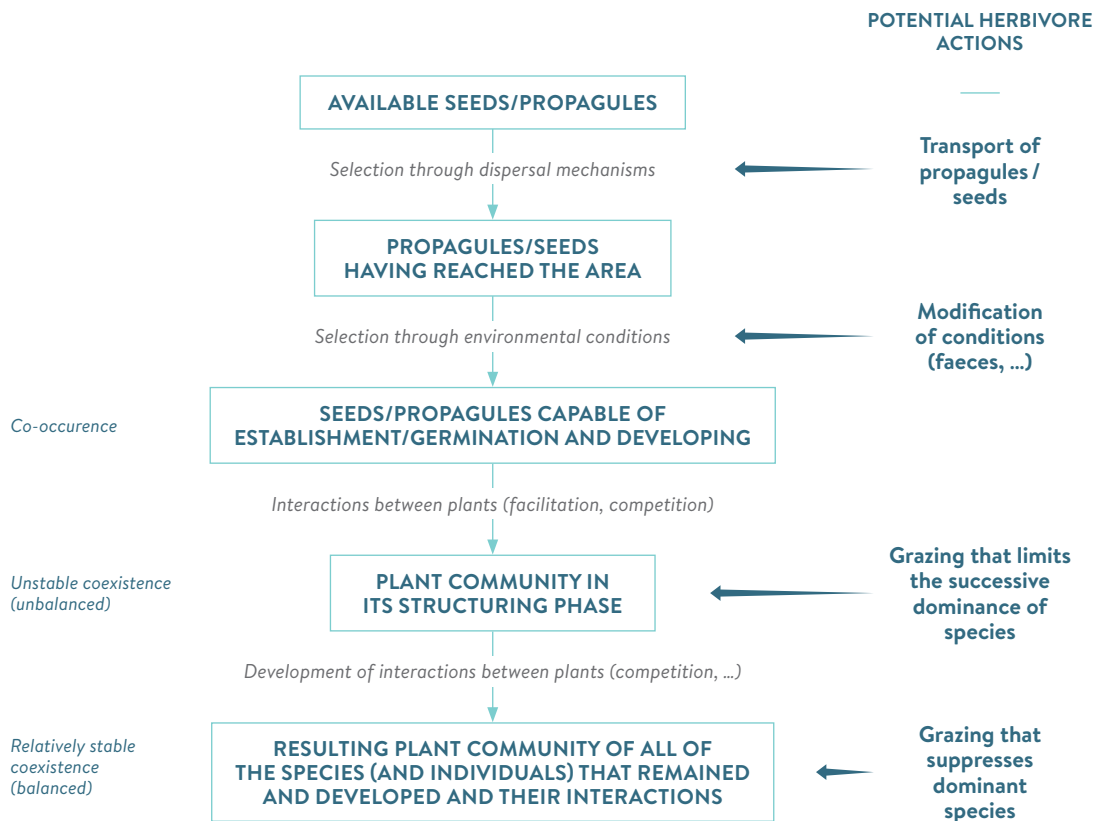 POTENTIAL HERBIVORE
ACTIONS
AVAILABLE SEEDS/PROPAGULES
Selection through dispersal mechanisms
Transport of
propagules /
seeds
PROPAGULES/SEEDS
HAVING REACHED THE AREA
Selection through environmental conditions
Modification
of conditions
(faeces, ...)
Co-occurence
SEEDS/PROPAGULES CAPABLE OF
ESTABLISHMENT/GERMINATION AND DEVELOPING
Interactions between plants (facilitation, competition)
Unstable coexistence
(unbalanced)
PLANT COMMUNITY IN
ITS STRUCTURING PHASE
Grazing that limits
the successive
dominance of
species
Development of interactions between plants (competition, ...)
Relatively stable
coexistence
(balanced)
RESULTING PLANT COMMUNITY OF ALL OF
THE SPECIES (AND INDIVIDUALS) THAT REMAINED
AND DEVELOPED AND THEIR INTERACTIONS
Grazing that
suppresses
dominant
species